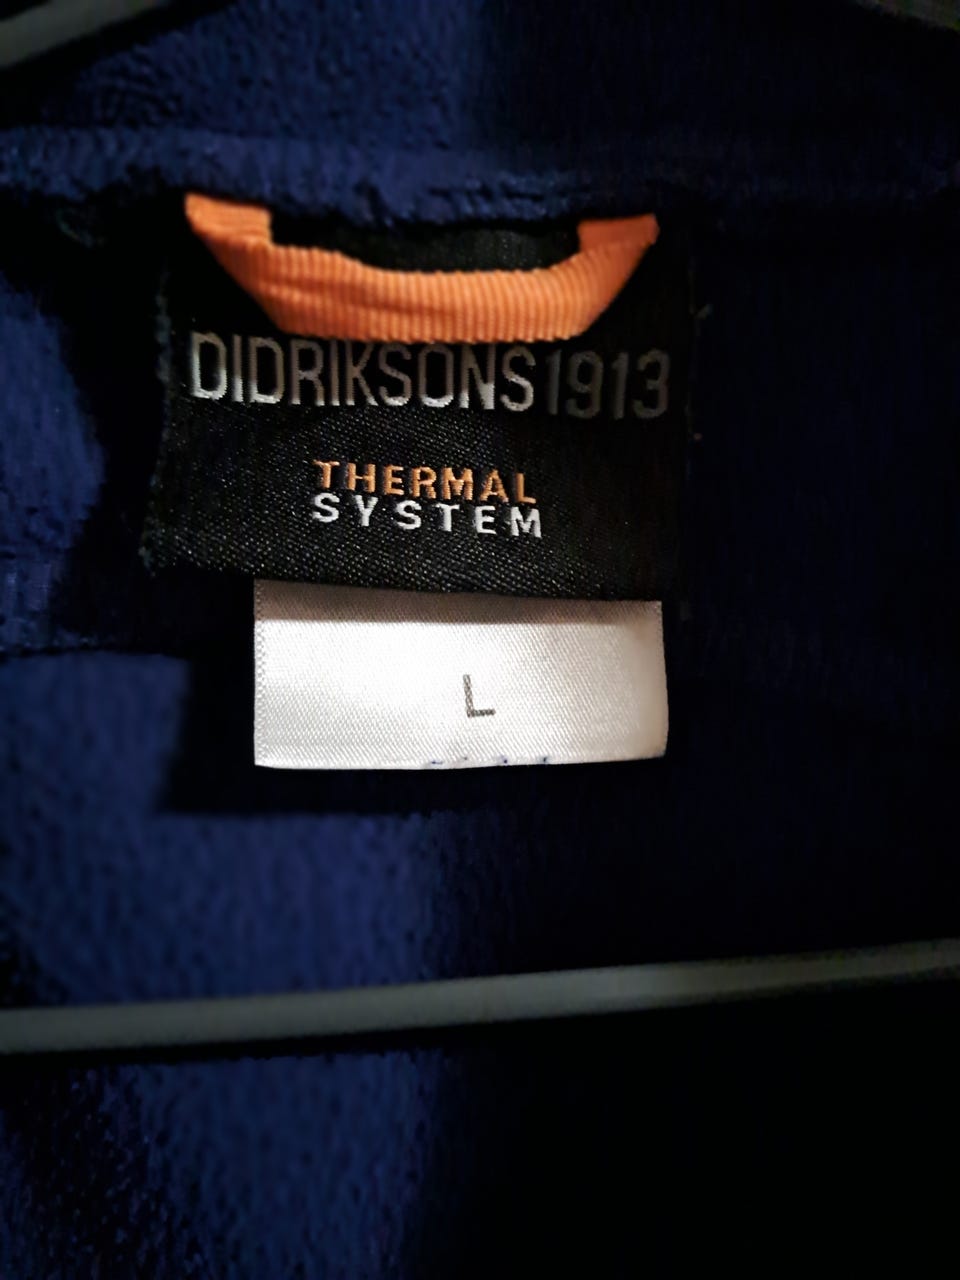 DIDRIKSONS1913
THERMAL
SYSTEM
L